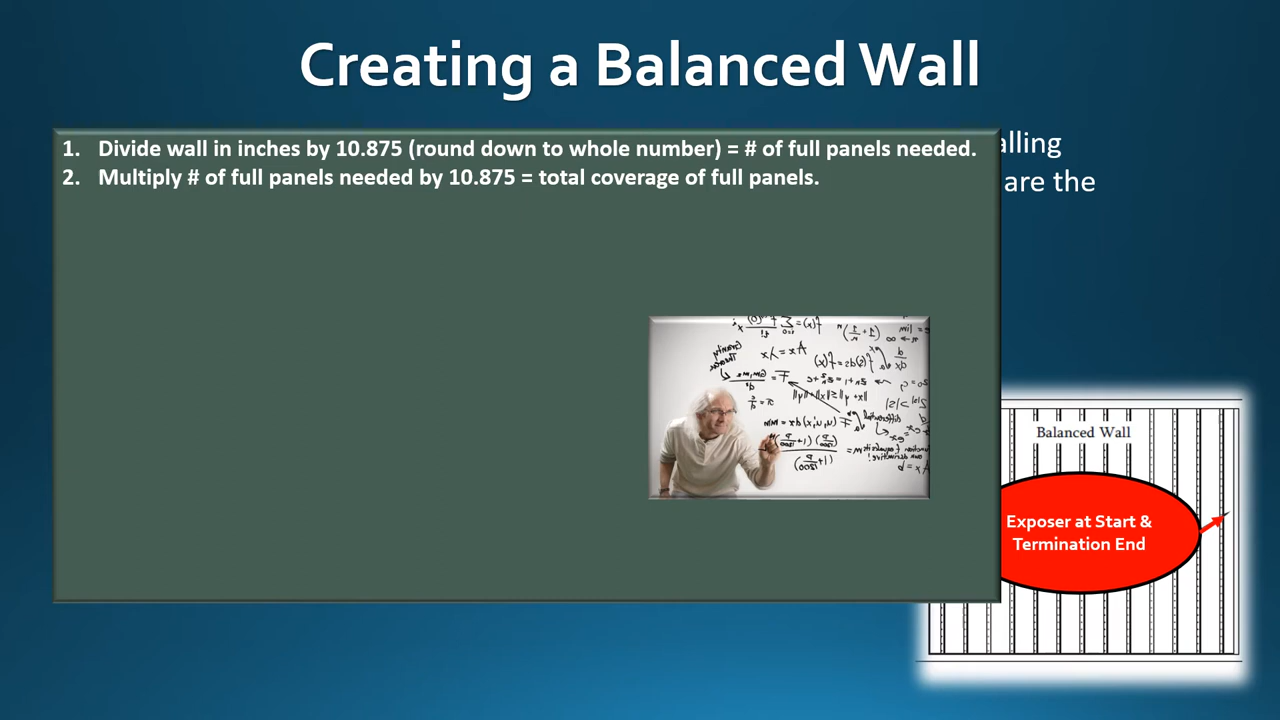 Creating a Balanced Wall
alling
are the
1. Divide wall in inches by 10.875 (round down to whole number) = # of full panels needed.
2. Multiply # of full panels needed by 10.875 = total coverage of full panels.
Balanced Wall
Exposer at Start &
Termination End